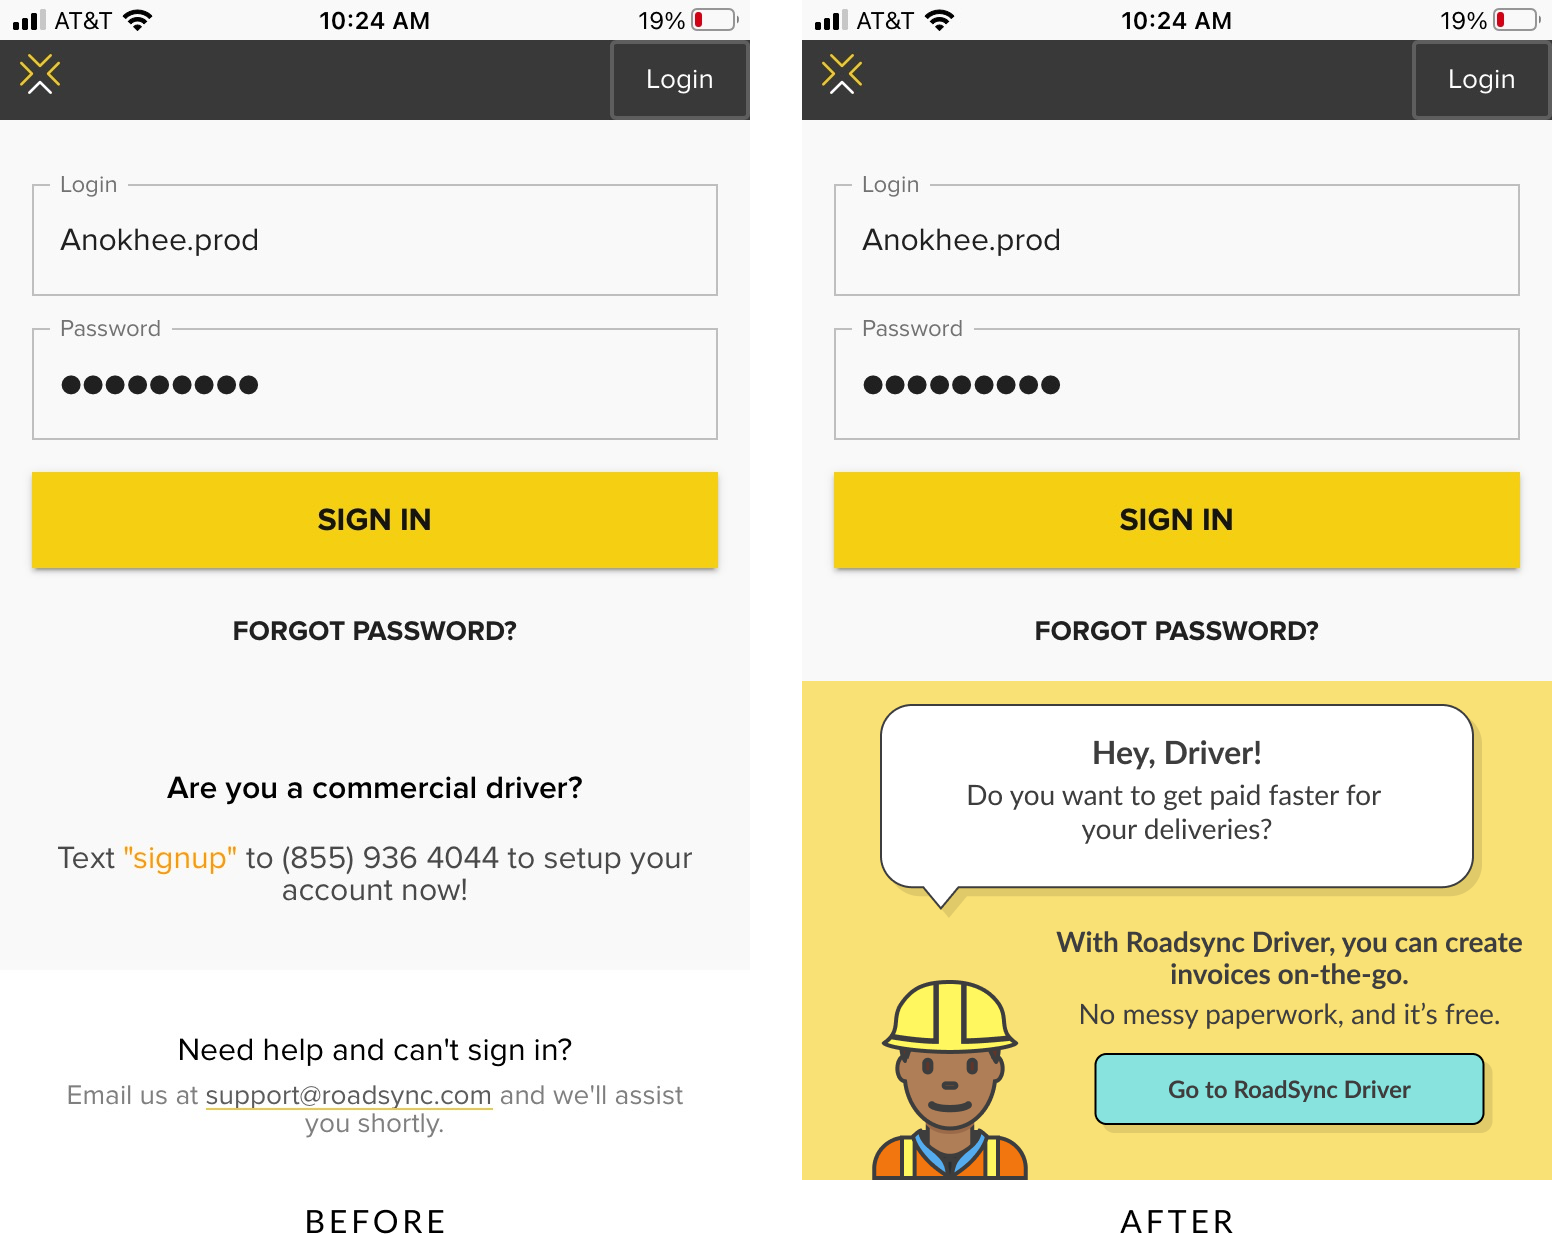 AT&T 10:24 AM 19%
Login
Login
Anokhee.prod
Password
SIGN IN
FORGOT PASSWORD?
Are you a commercial driver?
Text "signup" to (855) 936 4044 to setup your
account now!
Need help and can't sign in?
Email us at support@roadsync.com and we'll assist
you shortly.
BEFORE
AT&T 10:24 AM 19%
Login
Login
Anokhee.prod
Password
SIGN IN
FORGOT PASSWORD?
Hey, Driver!
Do you want to get paid faster for
your deliveries?
With Roadsync Driver, you can create
invoices on-the-go.
No messy paperwork, and it’s free.
Go to RoadSync Driver
AFTER